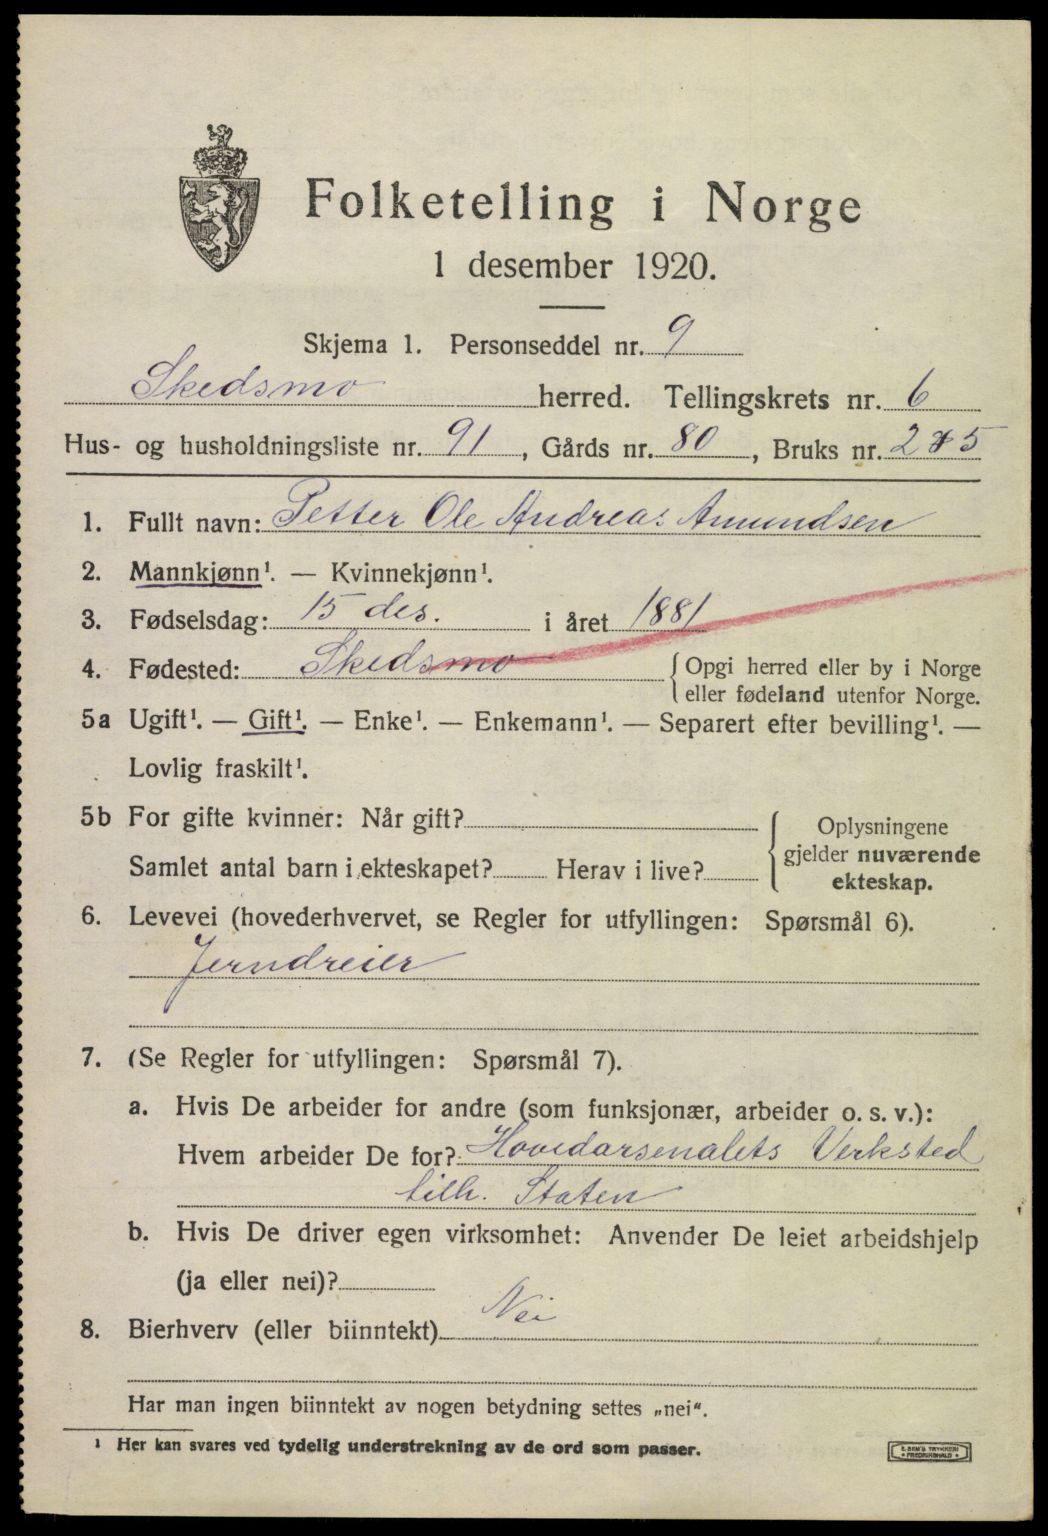 Folketelling i Norge
1 desember 1920.
Skjema 1. Personseddel nr. 9
Skedsmo herred. Tellingskrets nr. 6
Hus- og husholdningsliste nr. 91, Gårds nr. 80, Bruks nr. 285
1. Fullt navn: Petter Ole Andreas Amundsen
2. Mannkjønn¹. — Kvinnekjønn¹.
3. Fødselsdag: 15 des. i året 1881
4. Fødested: Skedsmo
Opgi herred eller by i Norge
eller fødeland utenfor Norge.
5a Ugift¹. — Gift¹. — Enke¹. — Enkemann¹. — Separert efter bevilling¹. —
Lovlig fraskilt¹.
5b For gifte kvinner: Når gift?
Samlet antal barn i ekteskapet? Herav i live?
Oplysningene
gjelder nuværende
ekteskap.
6. Levevei (hovederhvervet, se Regler for utfyllingen: Spørsmål 6).
Jerndreier
7. (Se Regler for utfyllingen: Spørsmål 7).
a. Hvis De arbeider for andre (som funksjonær, arbeider o. s. v.):
Hvem arbeider De for? Hovedarsenalets Verksted
tilh. Staten
b. Hvis De driver egen virksomhet: Anvender De leiet arbeidshjelp
(ja eller nei)?
8. Bierhverv (eller biinntekt) Nei
Har man ingen biinntekt av nogen betydning settes „nei“.
¹ Her kan svares ved tydelig understrekning av de ord som passer.
E. SEM'S TRYKKERI
FREDRIKSHALD